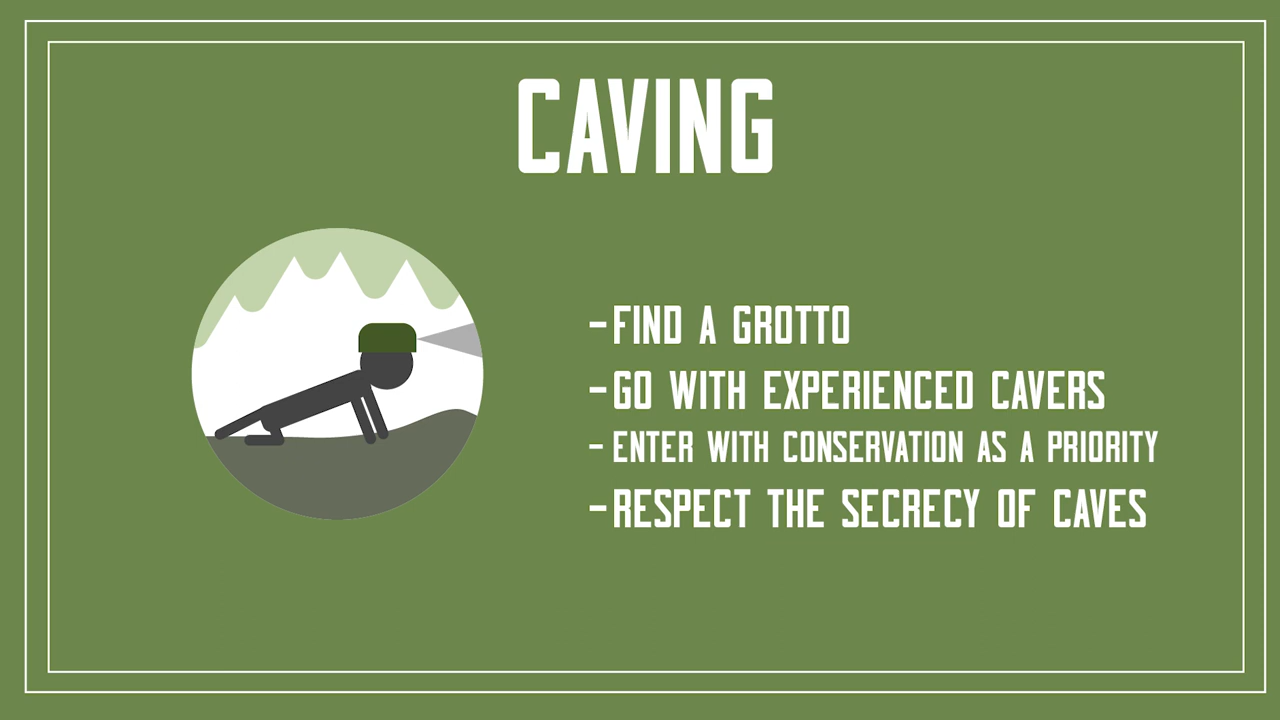 CAVING
-FIND A GROTTO
-GO WITH EXPERIENCED CAVERS
-ENTER WITH CONSERVATION AS A PRIORITY
-RESPECT THE SECRECY OF CAVES